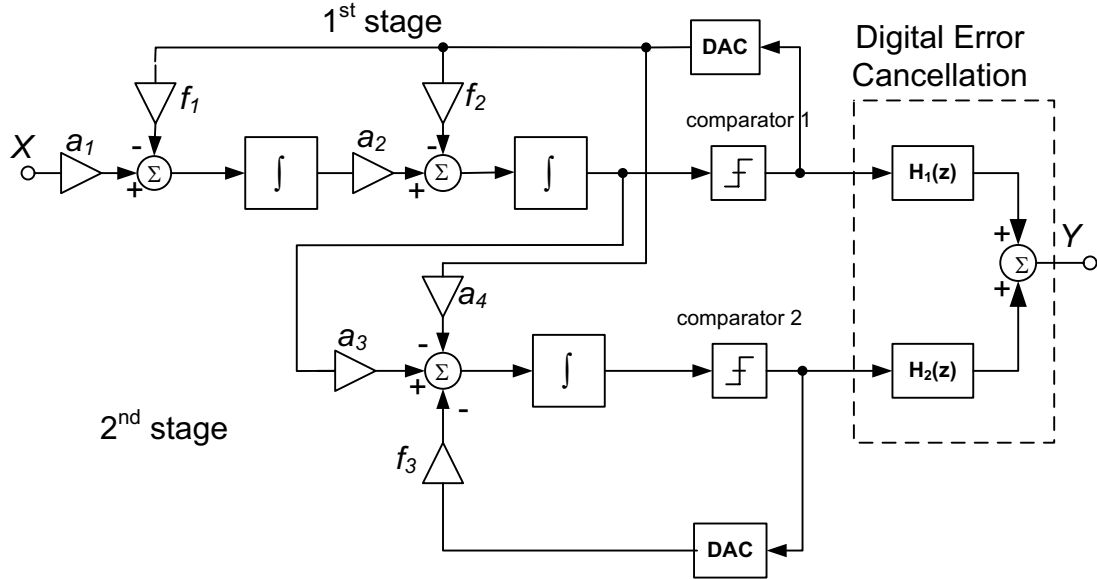 1st stage
DAC
Digital Error
Cancellation
f1
f2
comparator 1
X
a1
a2
-
-
Σ
+
∫
Σ
+
∫
H1(z)
+
Y
Σ
+
a4
comparator 2
a3
-
Σ
+
-
∫
H2(z)
2nd stage
f3
DAC